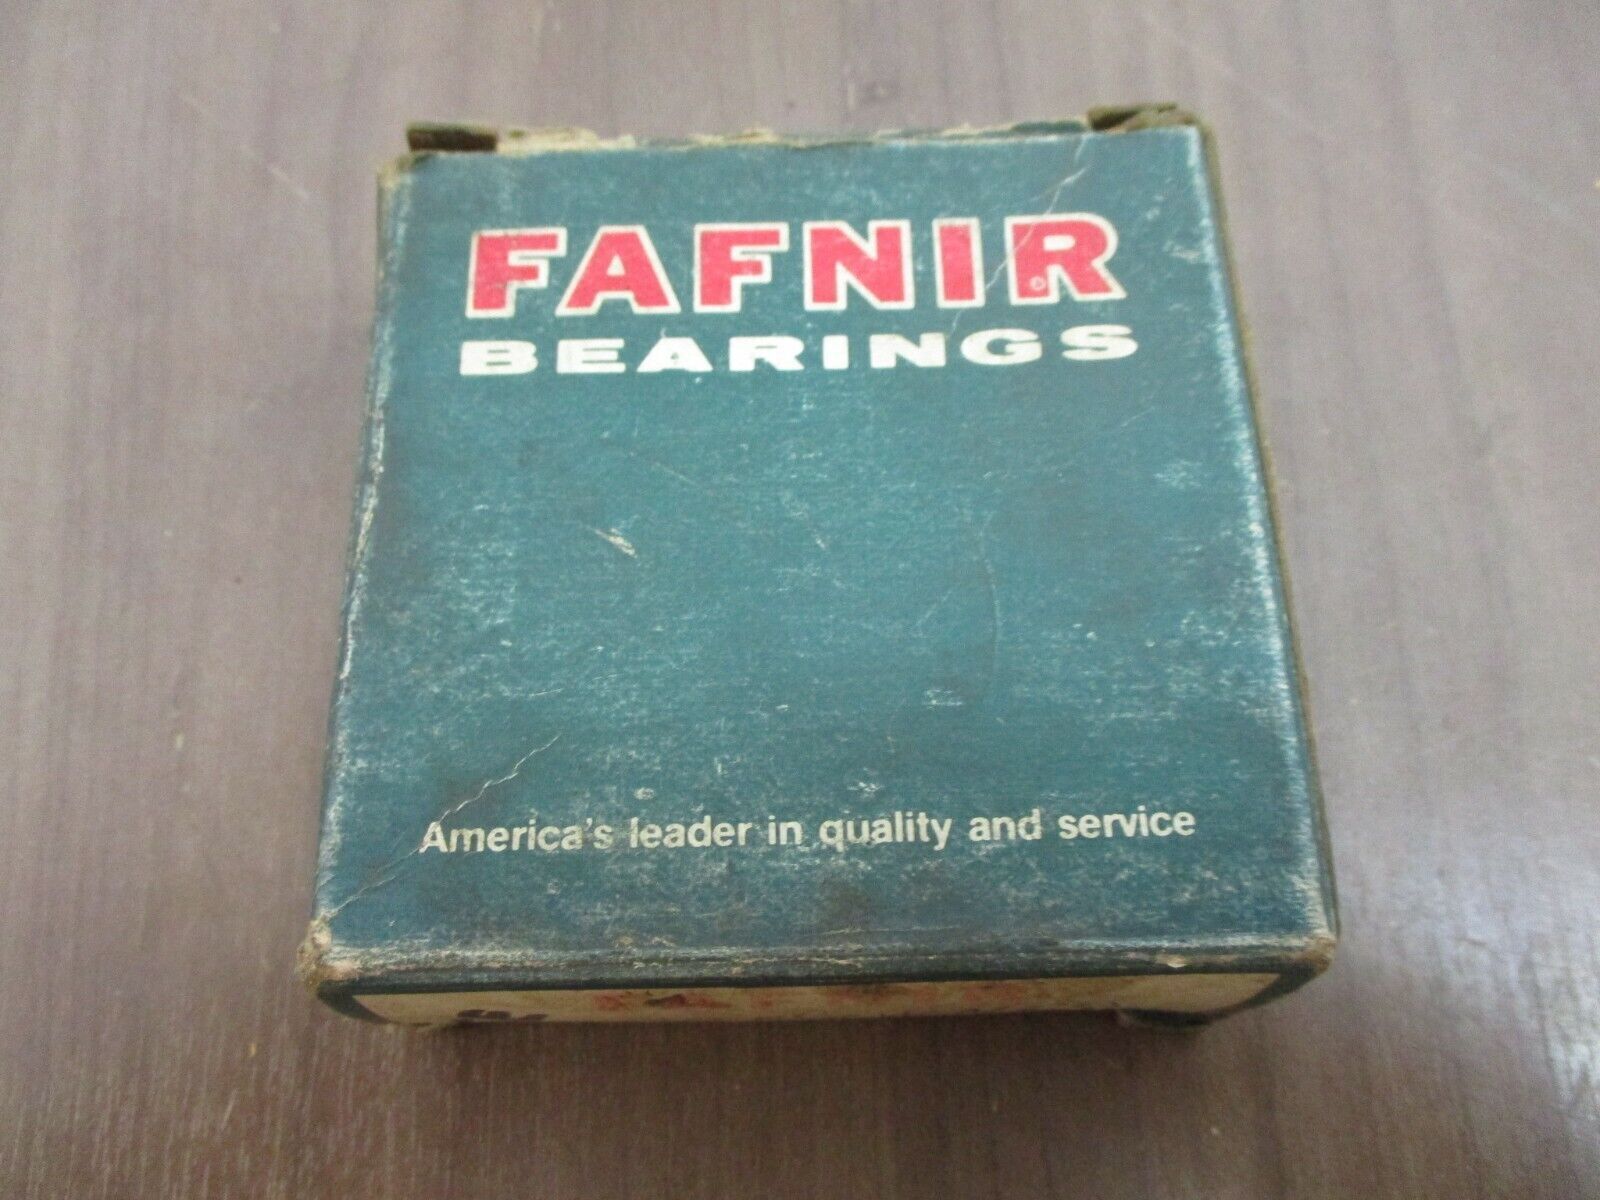 FAFNIR
BEARINGS
America's leader in quality and service